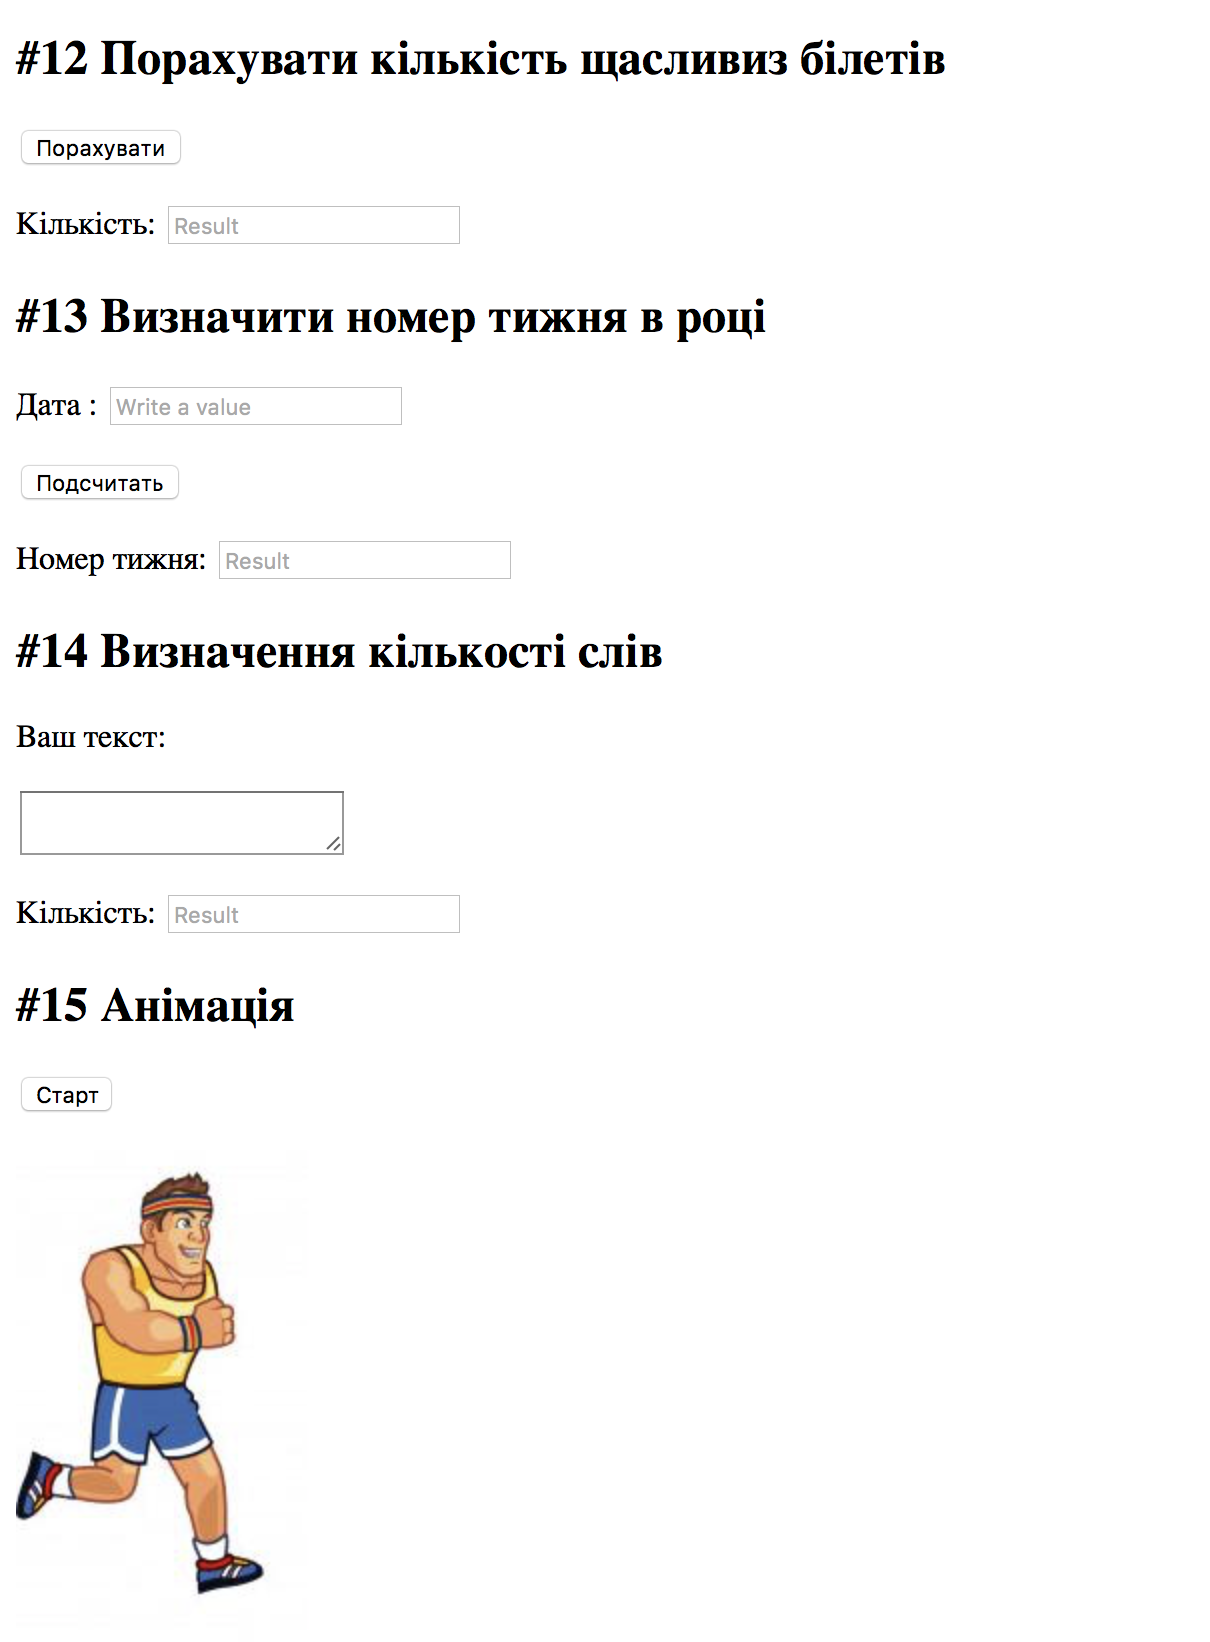 #12 Порахувати кількість щасливиз білетів
Порахувати
Кількість: Result
#13 Визначити номер тижня в році
Дата : Write a value
Подсчитать
Номер тижня: Result
#14 Визначення кількості слів
Ваш текст:
Кількість: Result
#15 Анімація
Старт